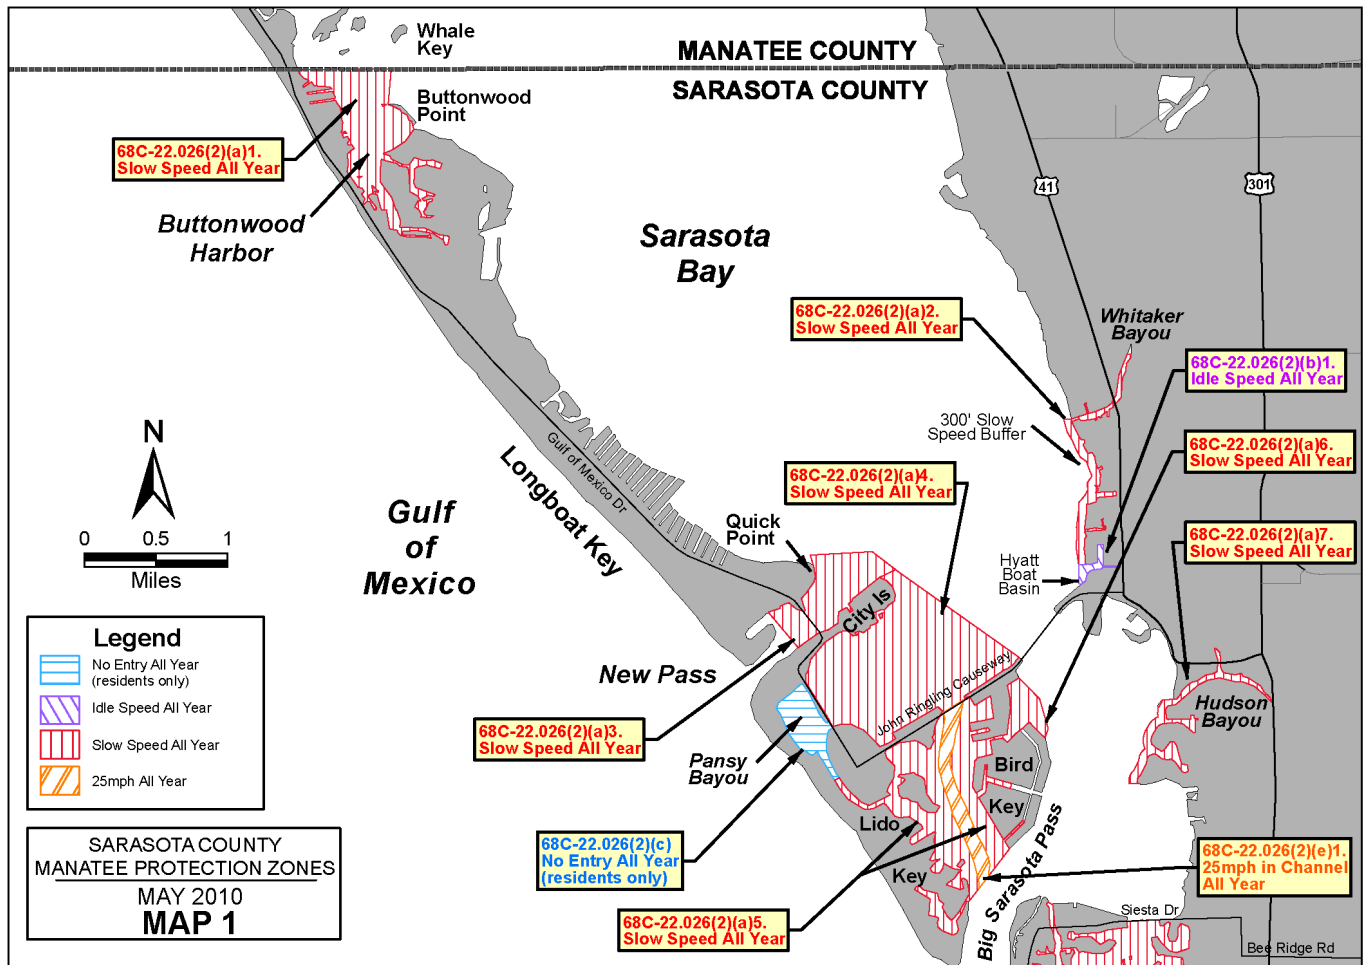 Whale
Key
MANATEE COUNTY
SARASOTA COUNTY
Buttonwood
Point
68C-22.026(2)(a)1.
Slow Speed All Year
Buttonwood
Harbor
Sarasota
Bay
41
301
68C-22.026(2)(a)2.
Slow Speed All Year
Whitaker
Bayou
68C-22.026(2)(b)1.
Idle Speed All Year
300' Slow
Speed Buffer
68C-22.026(2)(a)6.
Slow Speed All Year
N
0 0.5 1
Miles
Gulf of Mexico Dr
Longboat Key
Gulf
of
Mexico
68C-22.026(2)(a)4.
Slow Speed All Year
Quick
Point
68C-22.026(2)(a)7.
Slow Speed All Year
Hyatt
Boat
Basin
City Is
Legend
No Entry All Year
(residents only)
Idle Speed All Year
Slow Speed All Year
25mph All Year
New Pass
John Ringling Causeway
Hudson
Bayou
68C-22.026(2)(a)3.
Slow Speed All Year
Pansy
Bayou
Bird
Key
Lido
Key
Big Sarasota Pass
68C-22.026(2)(c)
No Entry All Year
(residents only)
68C-22.026(2)(e)1.
25mph in Channel
All Year
68C-22.026(2)(a)5.
Slow Speed All Year
Siesta Dr
Bee Ridge Rd
SARASOTA COUNTY
MANATEE PROTECTION ZONES
MAY 2010
MAP 1